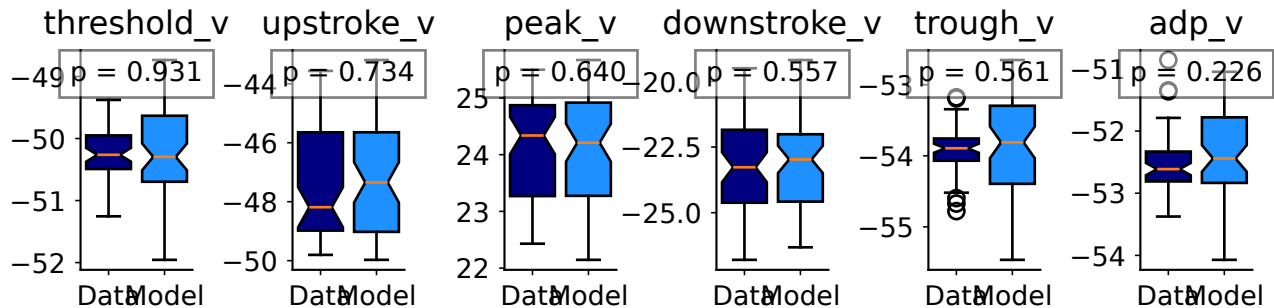 threshold_v
p = 0.931
−49
−50
−51
−52
Data
Model
upstroke_v
p = 0.734
−44
−46
−48
−50
Data
Model
peak_v
p = 0.640
25
24
23
22
Data
Model
downstroke_v
p = 0.557
−20.0
−22.5
−25.0
Data
Model
trough_v
p = 0.561
−53
−54
−55
Data
Model
adp_v
p = 0.226
−51
−52
−53
−54
Data
Model